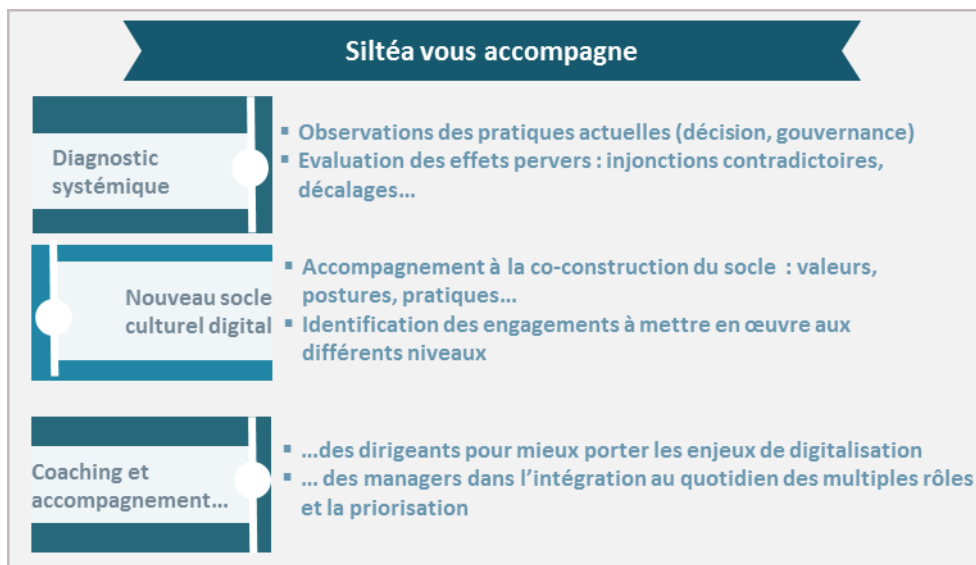 Siltéa vous accompagne
Diagnostic
systémique
▪ Observations des pratiques actuelles (décision, gouvernance)
▪ Evaluation des effets pervers : injonctions contradictoires,
décalages...
Nouveau socle
culturel digital
▪ Accompagnement à la co-construction du socle : valeurs,
postures, pratiques...
▪ Identification des engagements à mettre en œuvre aux
différents niveaux
Coaching et
accompagnement...
▪ ...des dirigeants pour mieux porter les enjeux de digitalisation
▪ ... des managers dans l'intégration au quotidien des multiples rôles
et la priorisation